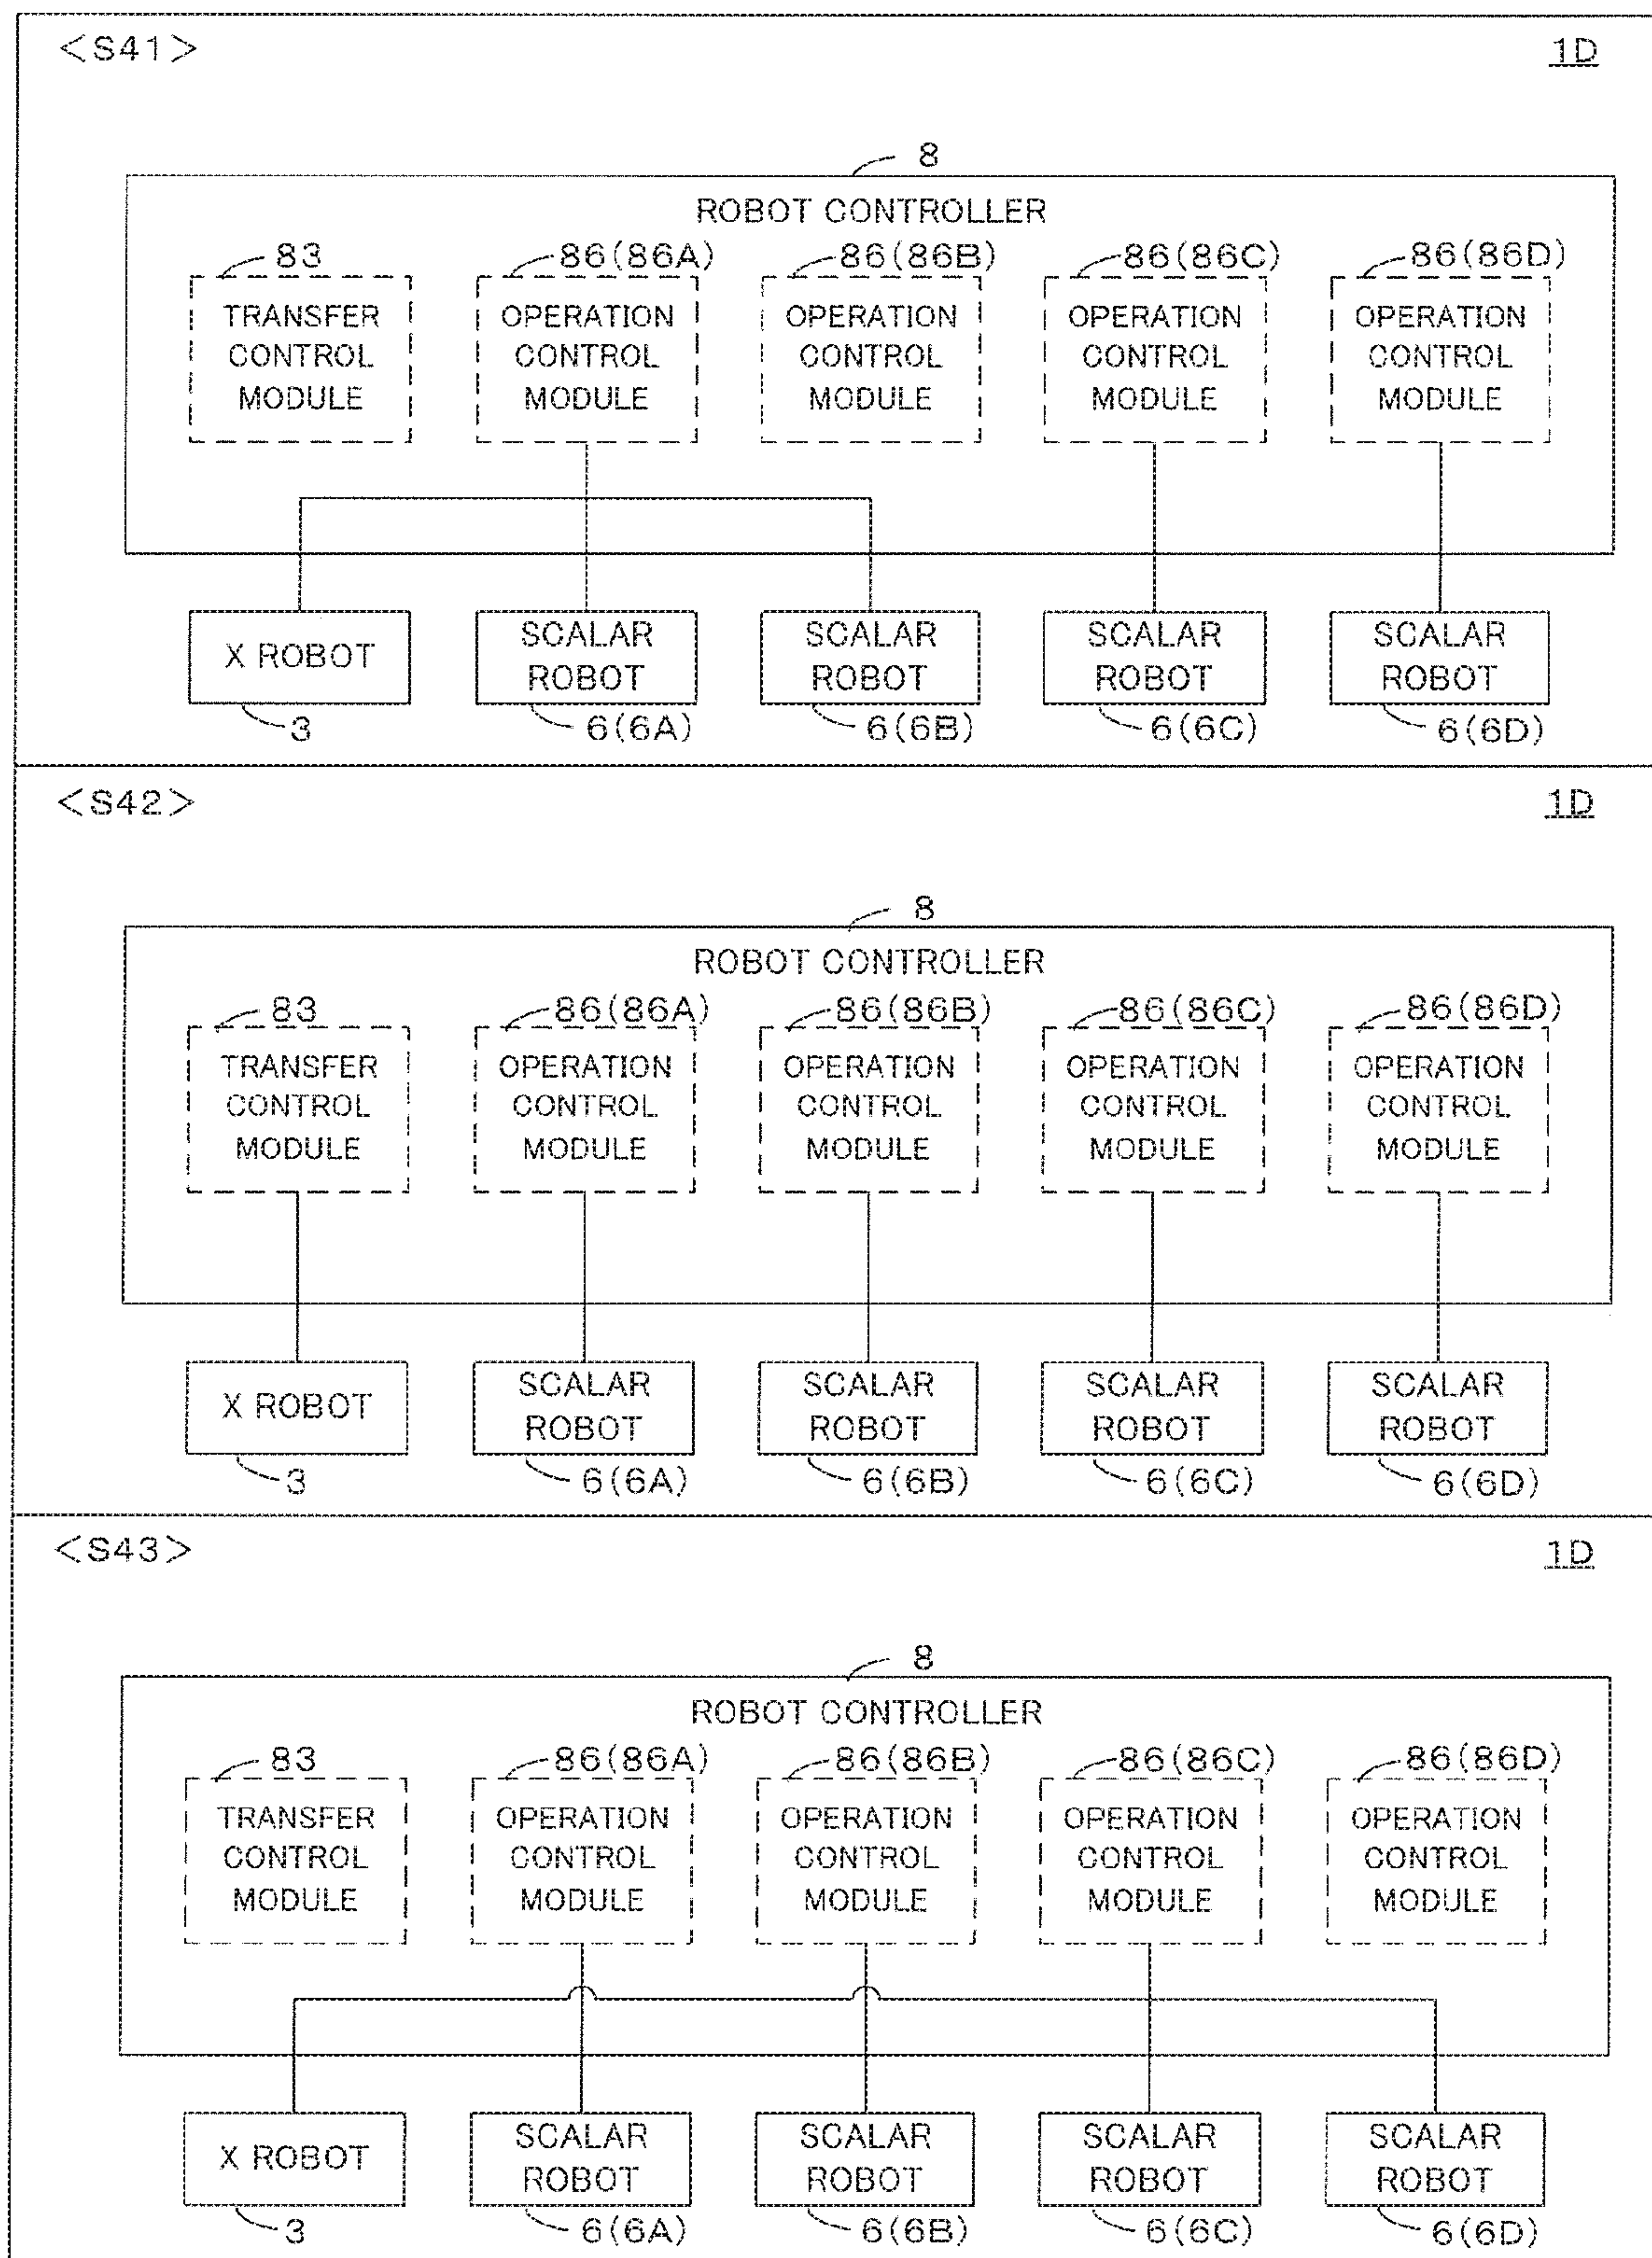 <S41>
1D
8
ROBOT CONTROLLER
83
86(86A)
86(86B)
86(86C)
86(86D)
TRANSFER
CONTROL
MODULE
OPERATION
CONTROL
MODULE
OPERATION
CONTROL
MODULE
OPERATION
CONTROL
MODULE
OPERATION
CONTROL
MODULE
X ROBOT
SCALAR
ROBOT
SCALAR
ROBOT
SCALAR
ROBOT
SCALAR
ROBOT
3
6(6A)
6(6B)
6(6C)
6(6D)
<S42>
1D
8
ROBOT CONTROLLER
83
86(86A)
86(86B)
86(86C)
86(86D)
TRANSFER
CONTROL
MODULE
OPERATION
CONTROL
MODULE
OPERATION
CONTROL
MODULE
OPERATION
CONTROL
MODULE
OPERATION
CONTROL
MODULE
X ROBOT
SCALAR
ROBOT
SCALAR
ROBOT
SCALAR
ROBOT
SCALAR
ROBOT
3
6(6A)
6(6B)
6(6C)
6(6D)
<S43>
1D
8
ROBOT CONTROLLER
83
86(86A)
86(86B)
86(86C)
86(86D)
TRANSFER
CONTROL
MODULE
OPERATION
CONTROL
MODULE
OPERATION
CONTROL
MODULE
OPERATION
CONTROL
MODULE
OPERATION
CONTROL
MODULE
X ROBOT
SCALAR
ROBOT
SCALAR
ROBOT
SCALAR
ROBOT
SCALAR
ROBOT
3
6(6A)
6(6B)
6(6C)
6(6D)